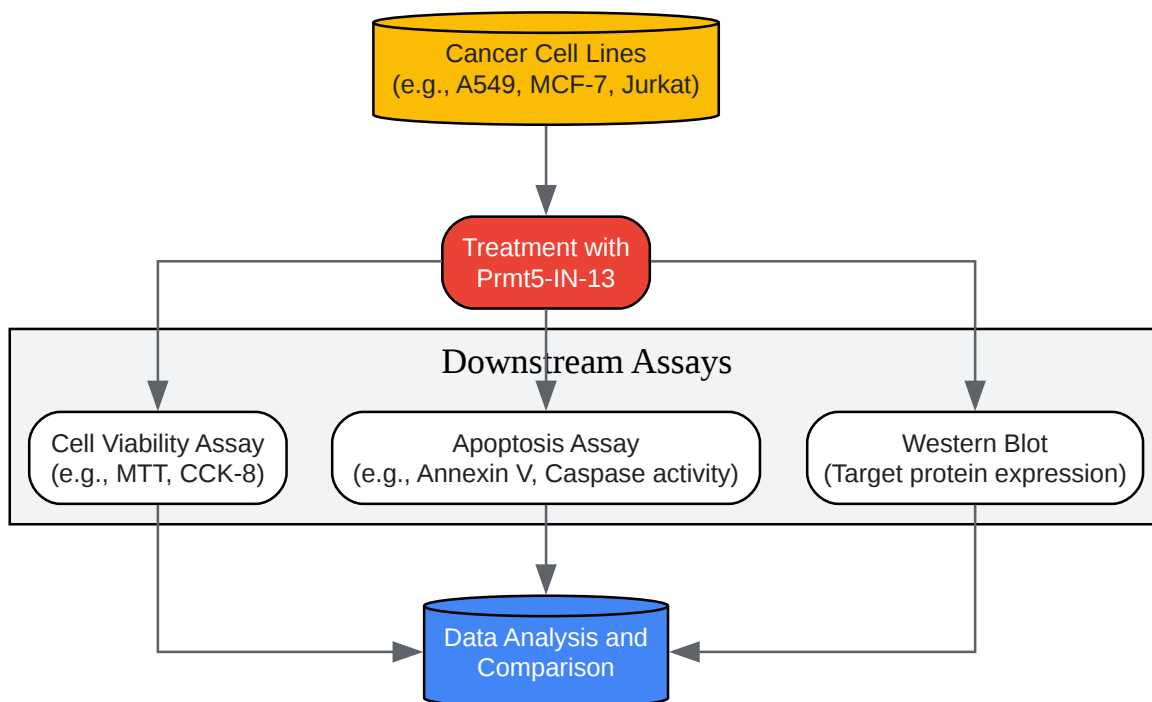 Cancer Cell Lines
(e.g., A549, MCF-7, Jurkat)
Treatment with
Prmt5-IN-13
Downstream Assays
Cell Viability Assay
(e.g., MTT, CCK-8)
Apoptosis Assay
(e.g., Annexin V, Caspase activity)
Western Blot
(Target protein expression)
Data Analysis and
Comparison